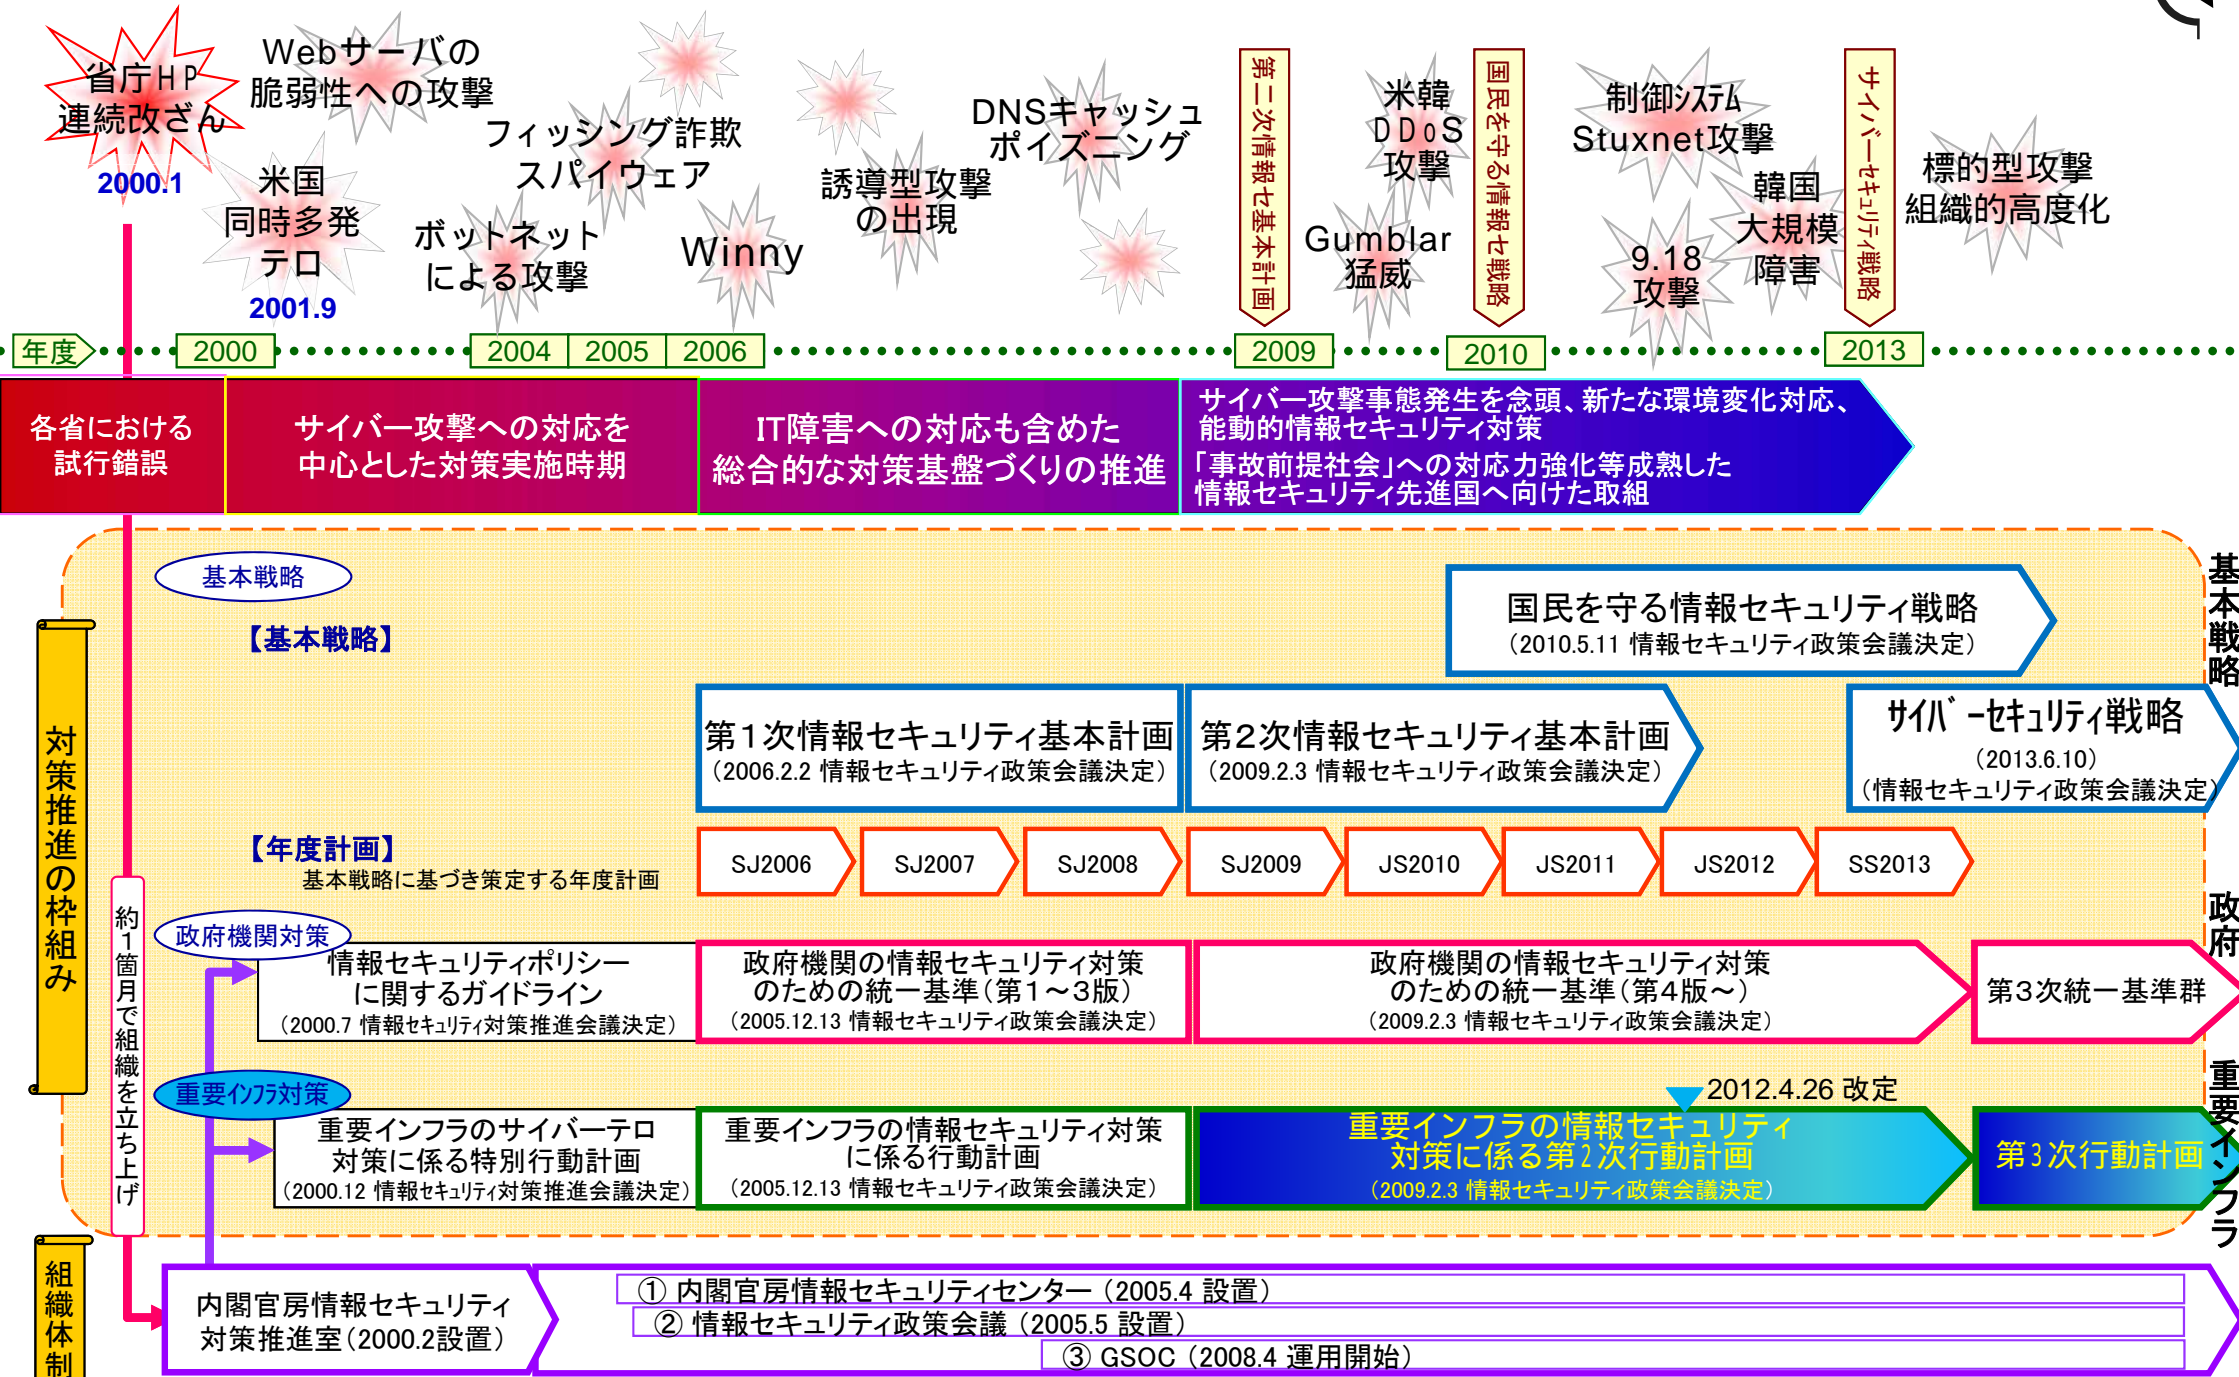 省庁HP
連続改ざん
2000.1
Webサーバの
脆弱性への攻撃
米国
同時多発
テロ
2001.9
フィッシング詐欺
スパイウェア
ボットネット
による攻撃
Winny
誘導型攻撃
の出現
DNSキャッシュ
ポイズニング
第二次情報セ基本計画
米韓
DDoS
攻撃
Gumblar
猛威
国民を守る情報セ戦略
制御システム
Stuxnet攻撃
9.18
攻撃
韓国
大規模
障害
サイバーセキュリティ戦略
標的型攻撃
組織的高度化
年度
2000
2004
2005
2006
2009
2010
2013
各省における
試行錯誤
サイバー攻撃への対応を
中心とした対策実施時期
IT障害への対応も含めた
総合的な対策基盤づくりの推進
サイバー攻撃事態発生を念頭、新たな環境変化対応、
能動的情報セキュリティ対策
「事故前提社会」への対応力強化等成熟した
情報セキュリティ先進国へ向けた取組
対策推進の枠組み
約1箇月で組織を立ち上げ
基本戦略
【基本戦略】
国民を守る情報セキュリティ戦略
(2010.5.11 情報セキュリティ政策会議決定)
第1次情報セキュリティ基本計画
(2006.2.2 情報セキュリティ政策会議決定)
第2次情報セキュリティ基本計画
(2009.2.3 情報セキュリティ政策会議決定)
サイバーセキュリティ戦略
(2013.6.10)
(情報セキュリティ政策会議決定)
基本戦略
【年度計画】
基本戦略に基づき策定する年度計画
SJ2006
SJ2007
SJ2008
SJ2009
JS2010
JS2011
JS2012
SS2013
政府機関対策
情報セキュリティポリシー
に関するガイドライン
(2000.7 情報セキュリティ対策推進会議決定)
政府機関の情報セキュリティ対策
のための統一基準(第1~3版)
(2005.12.13 情報セキュリティ政策会議決定)
政府機関の情報セキュリティ対策
のための統一基準(第4版~)
(2009.2.3 情報セキュリティ政策会議決定)
第3次統一基準群
政府
重要インフラ対策
重要インフラのサイバーテロ
対策に係る特別行動計画
(2000.12 情報セキュリティ対策推進会議決定)
重要インフラの情報セキュリティ対策
に係る行動計画
(2005.12.13 情報セキュリティ政策会議決定)
2012.4.26 改定
重要インフラの情報セキュリティ
対策に係る第2次行動計画
(2009.2.3 情報セキュリティ政策会議決定)
第3次行動計画
重要インフラ
組織体制
内閣官房情報セキュリティ
対策推進室(2000.2設置)
① 内閣官房情報セキュリティセンター (2005.4 設置)
② 情報セキュリティ政策会議 (2005.5 設置)
③ GSOC (2008.4 運用開始)